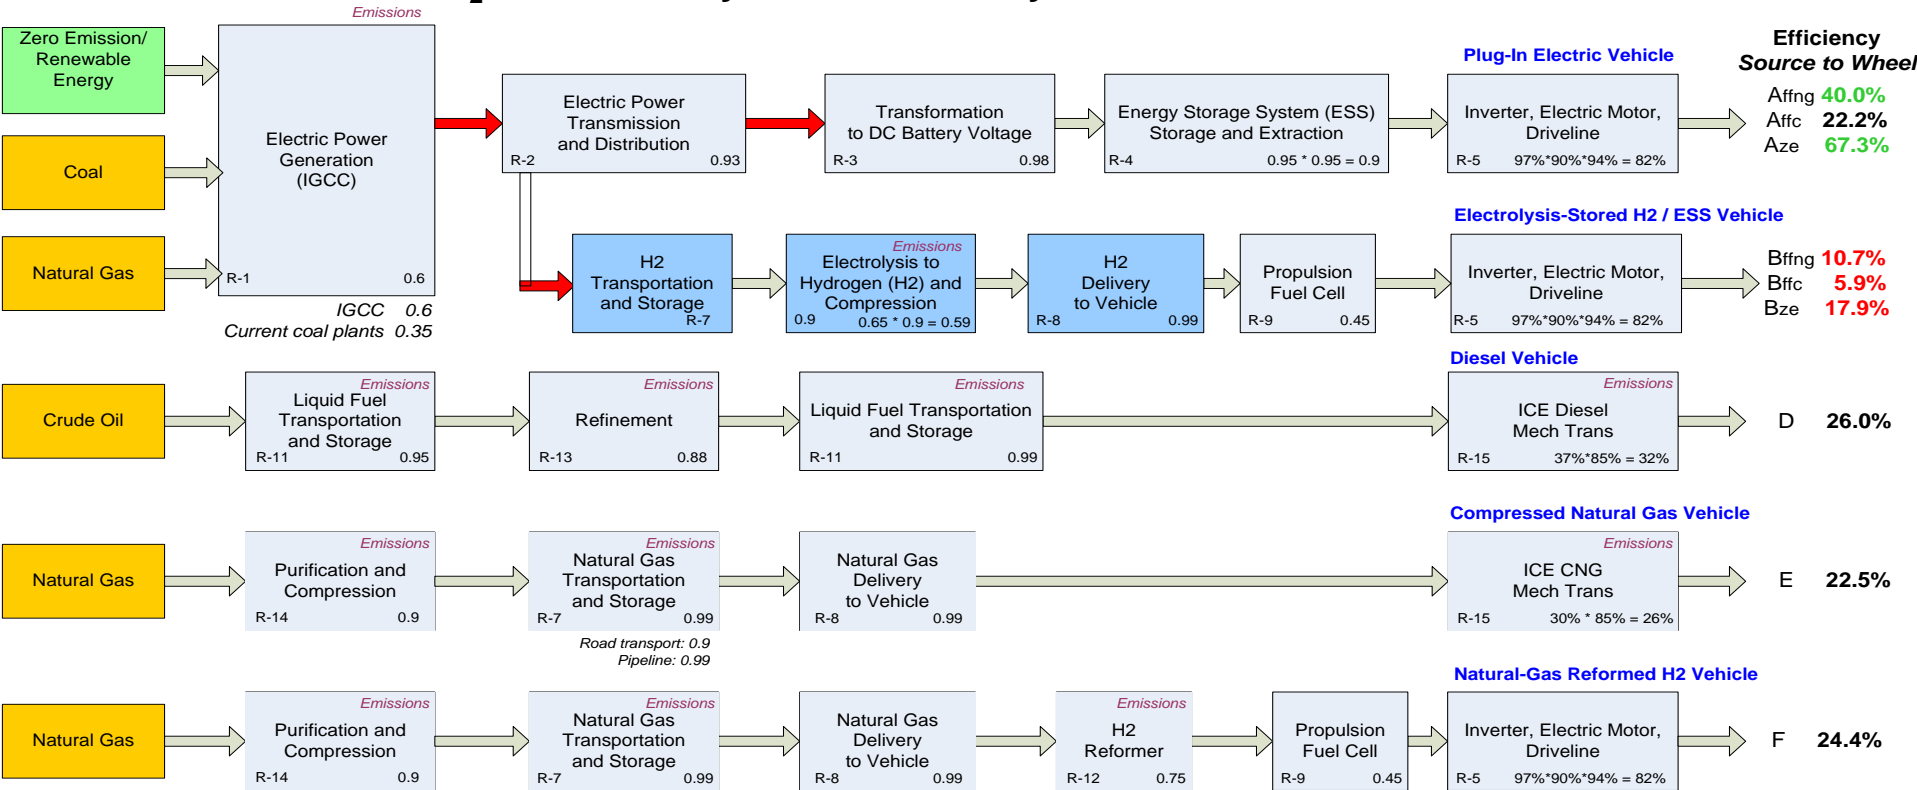 Emissions
Zero Emission/
Renewable
Energy
Coal
Natural Gas
Electric Power
Generation
(IGCC)
R-1 0.6
IGCC 0.6
Current coal plants 0.35
Electric Power
Transmission
and Distribution
R-2 0.93
Transformation
to DC Battery Voltage
R-3 0.98
Energy Storage System (ESS)
Storage and Extraction
R-4 0.95 * 0.95 = 0.9
Plug-In Electric Vehicle
Inverter, Electric Motor,
Driveline
R-5 97%*90%*94% = 82%
Efficiency
Source to Wheel
Affng 40.0%
Affc 22.2%
Aze 67.3%
H2
Transportation
and Storage
R-7
Emissions
Electrolysis to
Hydrogen (H2) and
Compression
0.9 0.65 * 0.9 = 0.59
H2
Delivery
to Vehicle
R-8 0.99
Propulsion
Fuel Cell
R-9 0.45
Electrolysis-Stored H2 / ESS Vehicle
Inverter, Electric Motor,
Driveline
R-5 97%*90%*94% = 82%
Bffng 10.7%
Bffc 5.9%
Bze 17.9%
Crude Oil
Emissions
Liquid Fuel
Transportation
and Storage
R-11 0.95
Emissions
Refinement
R-13 0.88
Emissions
Liquid Fuel Transportation
and Storage
R-11 0.99
Diesel Vehicle
Emissions
ICE Diesel
Mech Trans
R-15 37%*85% = 32%
D 26.0%
Natural Gas
Emissions
Purification and
Compression
R-14 0.9
Emissions
Natural Gas
Transportation
and Storage
R-7 0.99
Road transport: 0.9
Pipeline: 0.99
Natural Gas
Delivery
to Vehicle
R-8 0.99
Compressed Natural Gas Vehicle
Emissions
ICE CNG
Mech Trans
R-15 30% * 85% = 26%
E 22.5%
Natural Gas
Emissions
Purification and
Compression
R-14 0.9
Emissions
Natural Gas
Transportation
and Storage
R-7 0.99
Natural Gas
Delivery
to Vehicle
R-8 0.99
Emissions
H2
Reformer
R-12 0.75
Propulsion
Fuel Cell
R-9 0.45
Natural-Gas Reformed H2 Vehicle
Inverter, Electric Motor,
Driveline
R-5 97%*90%*94% = 82%
F 24.4%